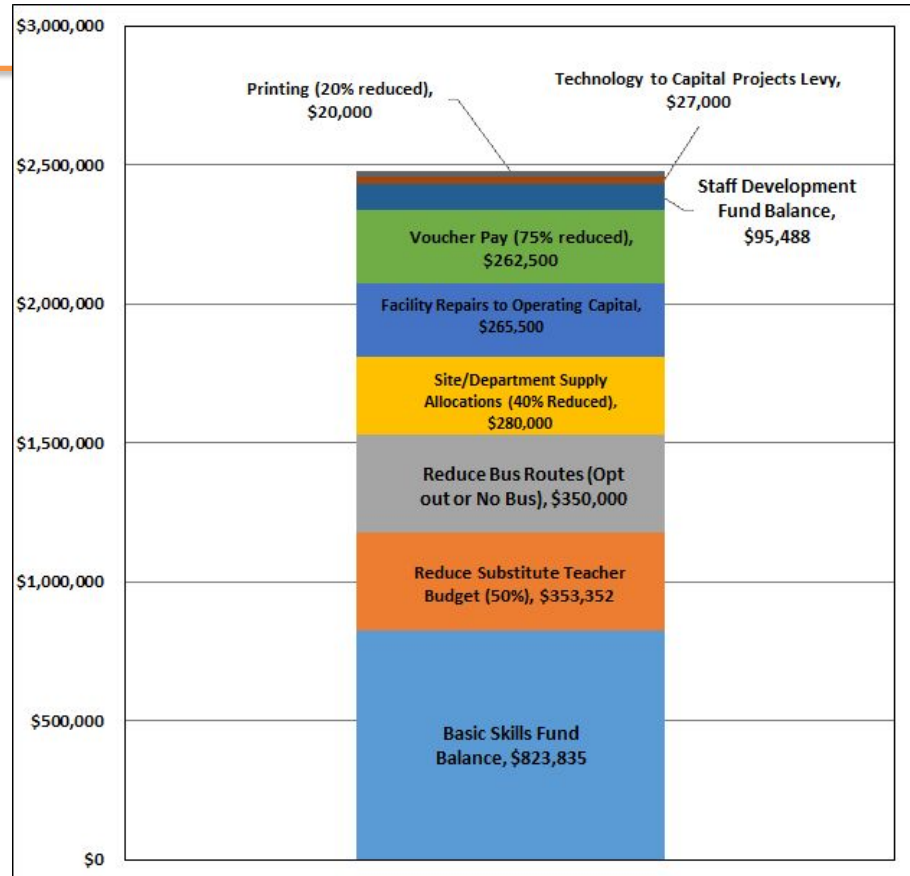 $3,000,000
Printing (20% reduced),
$20,000
Technology to Capital Projects Levy,
$27,000
$2,500,000
Staff Development
Fund Balance,
$95,488
Voucher Pay (75% reduced),
$262,500
$2,000,000
Facility Repairs to Operating Capital,
$265,500
Site/Department Supply
Allocations (40% Reduced),
$280,000
$1,500,000
Reduce Bus Routes (Opt
out or No Bus), $350,000
$1,000,000
Reduce Substitute Teacher
Budget (50%), $353,352
$500,000
Basic Skills Fund
Balance, $823,835
$0